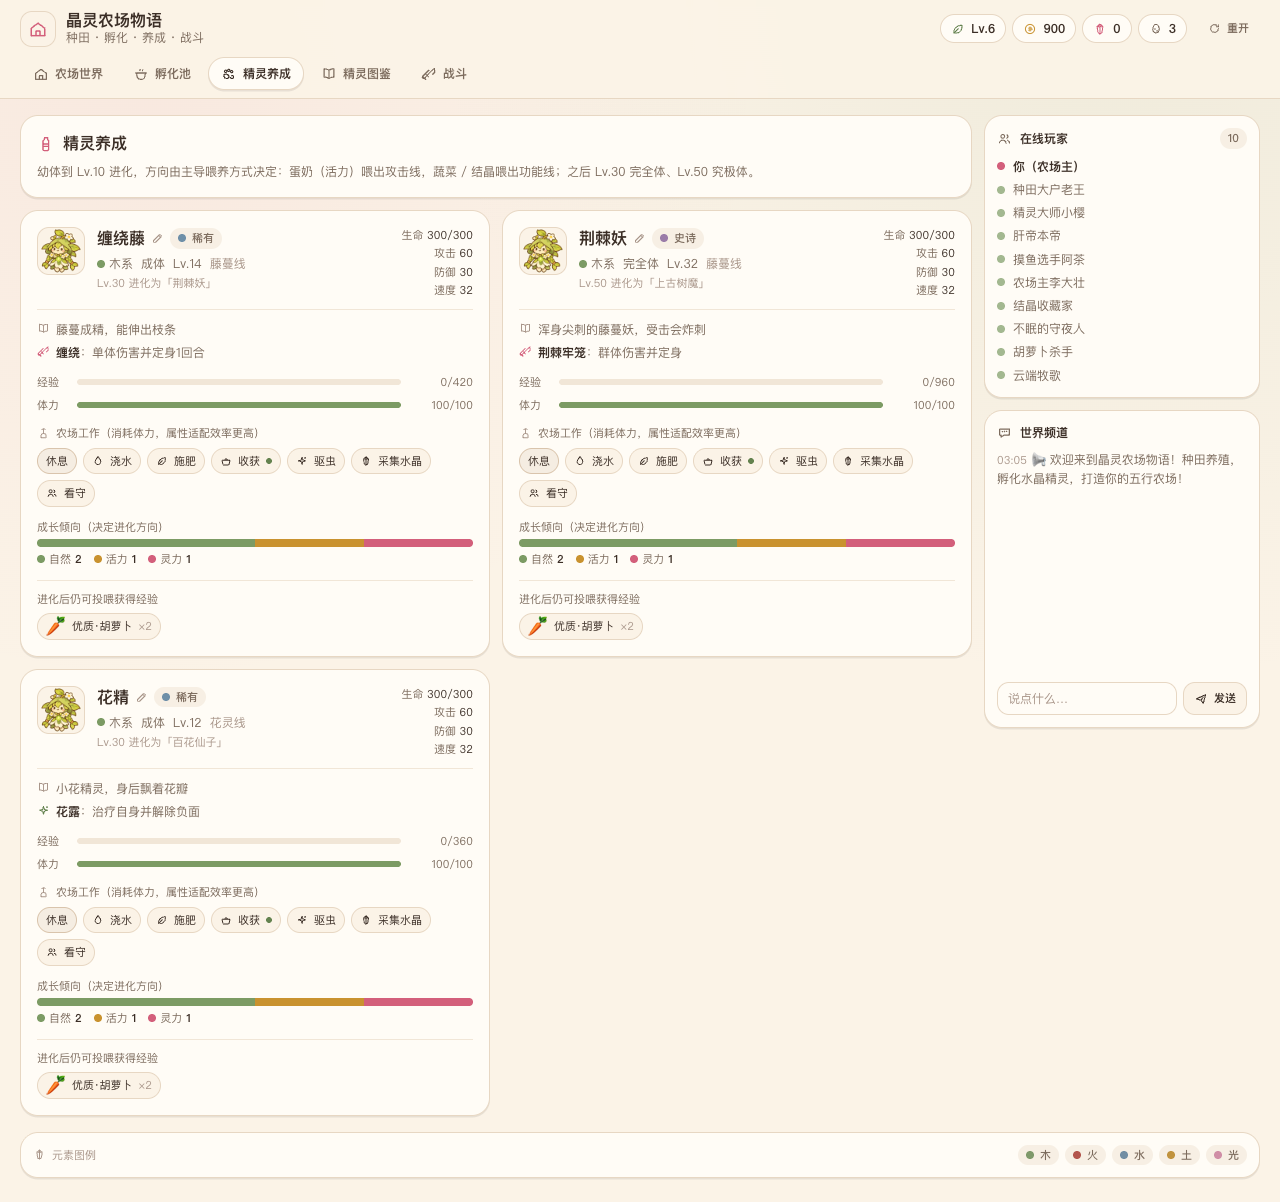 晶灵农场物语
种田 · 孵化 · 养成 · 战斗
Lv.6
900
0
3
重开
农场世界
孵化池
精灵养成
精灵图鉴
战斗
精灵养成
幼体到 Lv.10 进化，方向由主导喂养方式决定：蛋奶（活力）喂出攻击线，蔬菜 / 结晶喂出功能线；之后 Lv.30 完全体、Lv.50 究极体。
缠绕藤
稀有
木系 成体 Lv.14 藤蔓线
Lv.30 进化为「荆棘妖」
生命 300/300
攻击 60
防御 30
速度 32
藤蔓成精，能伸出枝条
缠绕：单体伤害并定身1回合
经验 0/420
体力 100/100
农场工作（消耗体力，属性适配效率更高）
休息 浇水 施肥 收获 驱虫 采集水晶
看守
成长倾向（决定进化方向）
自然 2 活力 1 灵力 1
进化后仍可投喂获得经验
优质·胡萝卜 ×2
荆棘妖
史诗
木系 完全体 Lv.32 藤蔓线
Lv.50 进化为「上古树魔」
生命 300/300
攻击 60
防御 30
速度 32
浑身尖刺的藤蔓妖，受击会炸刺
荆棘牢笼：群体伤害并定身
经验 0/960
体力 100/100
农场工作（消耗体力，属性适配效率更高）
休息 浇水 施肥 收获 驱虫 采集水晶
看守
成长倾向（决定进化方向）
自然 2 活力 1 灵力 1
进化后仍可投喂获得经验
优质·胡萝卜 ×2
花精
稀有
木系 成体 Lv.12 花灵线
Lv.30 进化为「百花仙子」
生命 300/300
攻击 60
防御 30
速度 32
小花精灵，身后飘着花瓣
花露：治疗自身并解除负面
经验 0/360
体力 100/100
农场工作（消耗体力，属性适配效率更高）
休息 浇水 施肥 收获 驱虫 采集水晶
看守
成长倾向（决定进化方向）
自然 2 活力 1 灵力 1
进化后仍可投喂获得经验
优质·胡萝卜 ×2
在线玩家
10
你（农场主）
种田大户老王
精灵大师小樱
肝帝本帝
摸鱼选手阿茶
农场主李大壮
结晶收藏家
不眠的守夜人
胡萝卜杀手
云端牧歌
世界频道
03:05 欢迎来到晶灵农场物语！种田养殖，
孵化水晶精灵，打造你的五行农场！
说点什么…
发送
元素图例
木 火 水 土 光